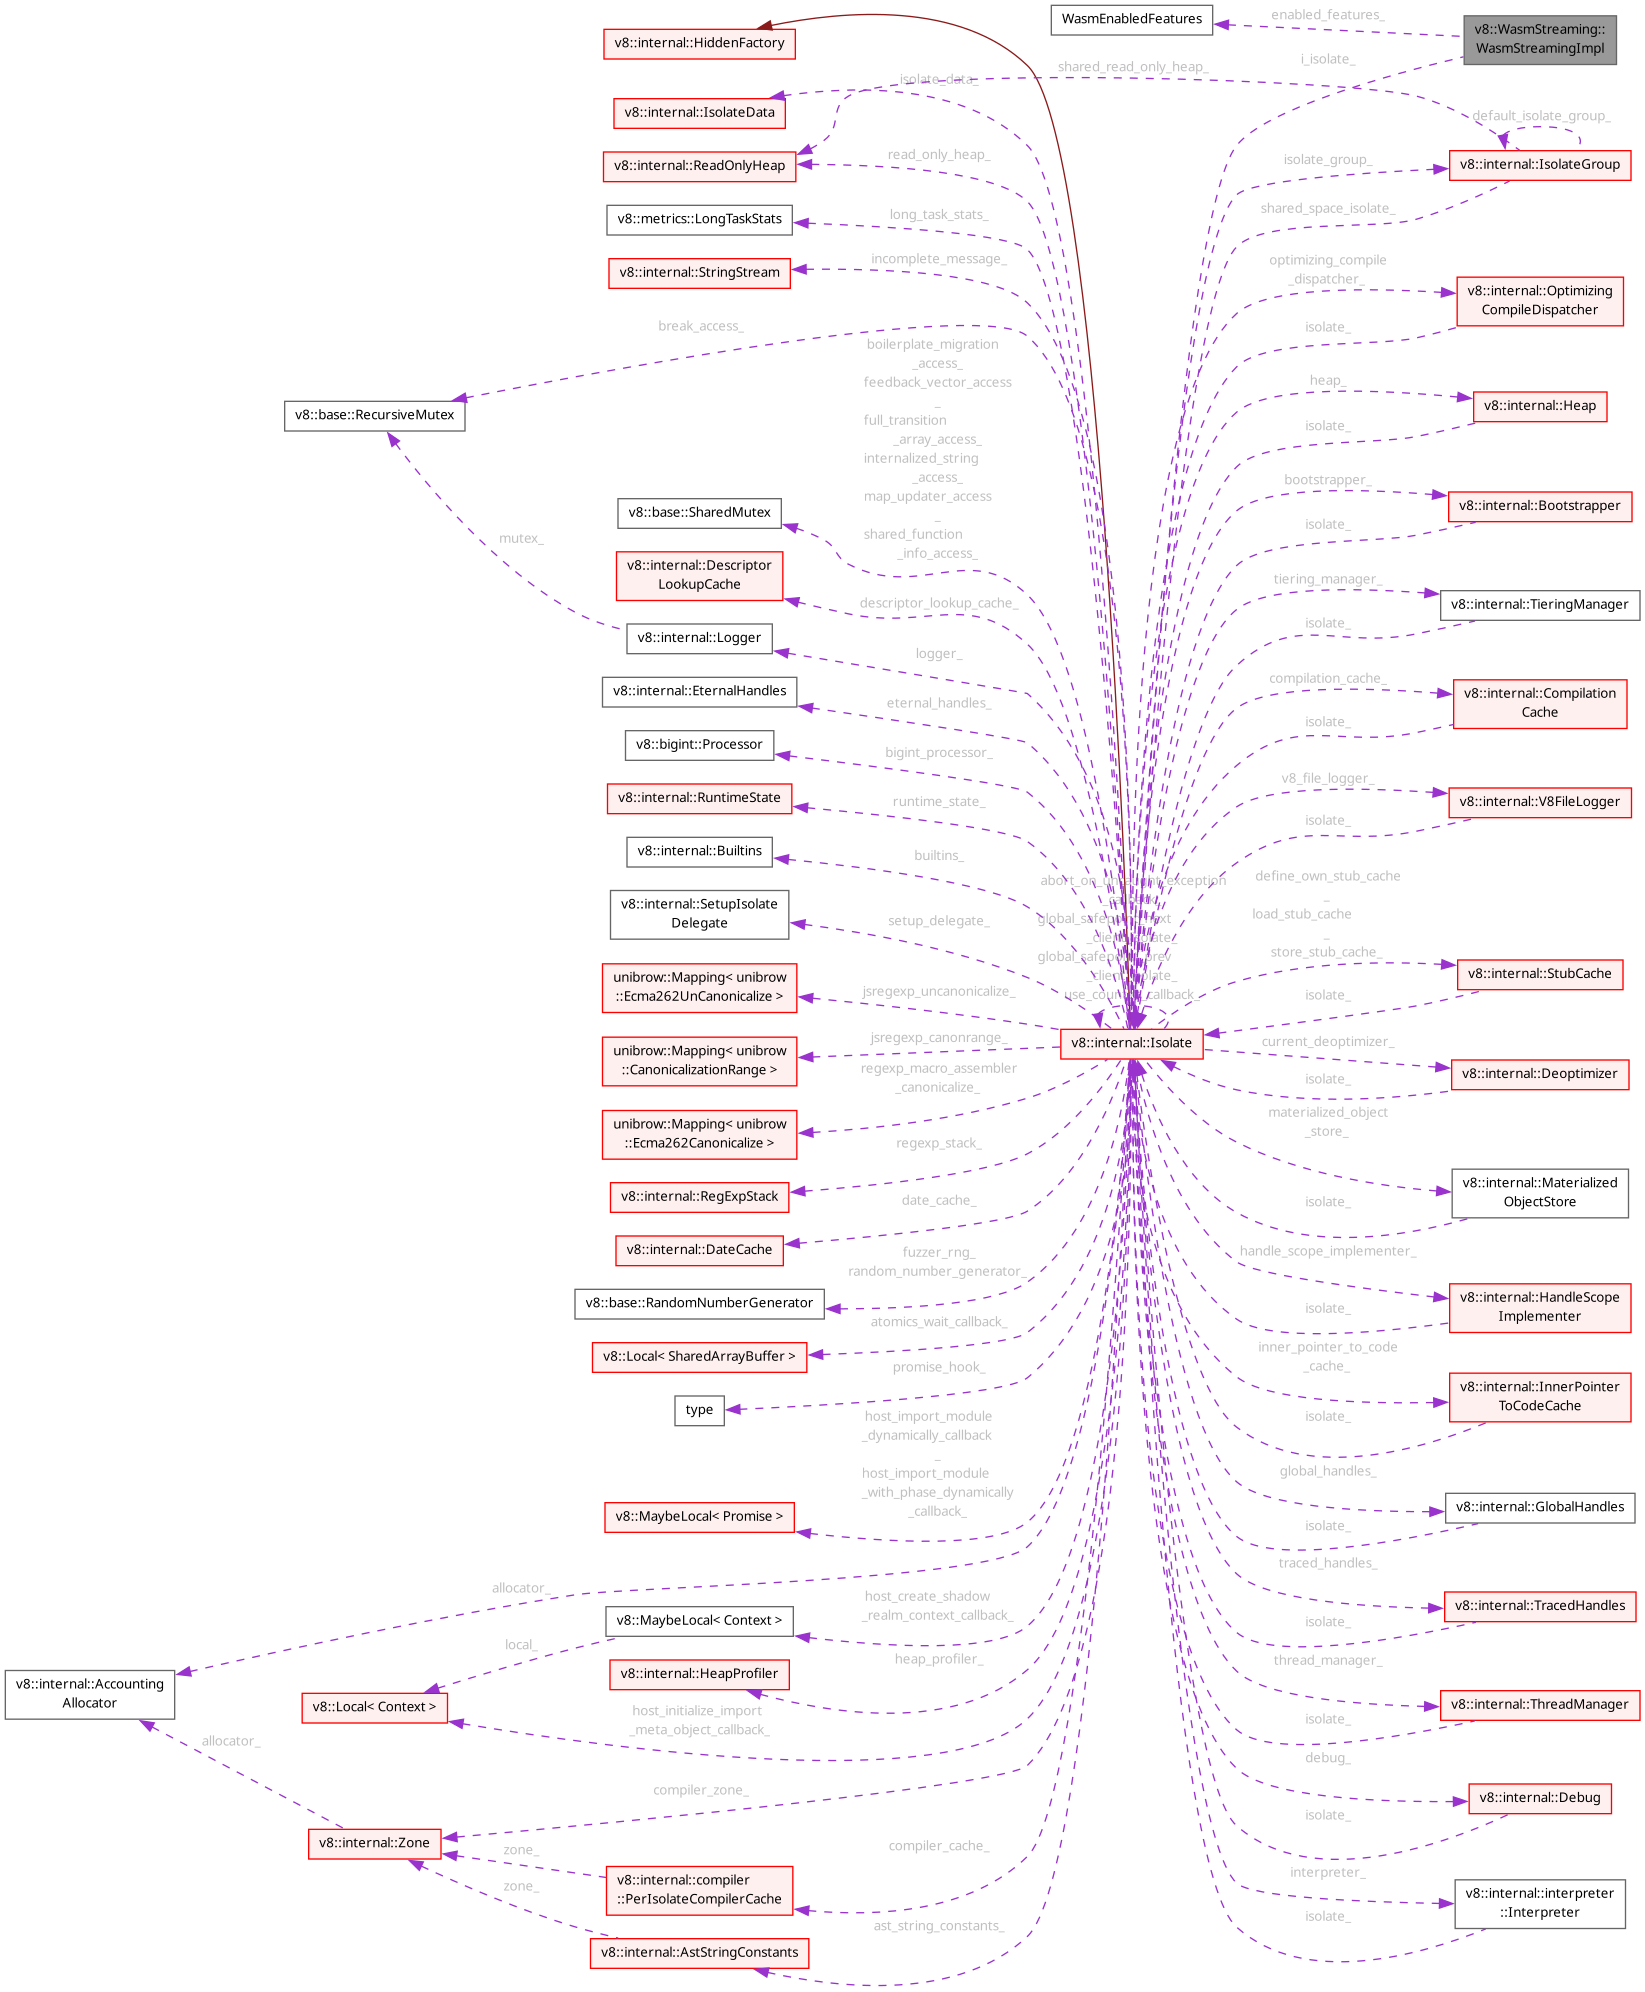 WasmEnabledFeatures
enabled_features_
v8::WasmStreaming::
WasmStreamingImpl
v8::internal::HiddenFactory
i_isolate_
shared_read_only_heap_
isolate_data_
v8::internal::IsolateData
default_isolate_group_
v8::internal::ReadOnlyHeap
read_only_heap_
isolate_group_
v8::internal::IsolateGroup
v8::metrics::LongTaskStats
long_task_stats_
shared_space_isolate_
v8::internal::StringStream
incomplete_message_
optimizing_compile
_dispatcher_
v8::internal::Optimizing
CompileDispatcher
break_access_
isolate_
boilerplate_migration
_access_
feedback_vector_access
_
full_transition
_array_access_
internalized_string
_access_
map_updater_access
_
shared_function
_info_access_
heap_
v8::internal::Heap
isolate_
v8::base::RecursiveMutex
bootstrapper_
v8::internal::Bootstrapper
isolate_
v8::base::SharedMutex
mutex_
v8::internal::Descriptor
LookupCache
descriptor_lookup_cache_
tiering_manager_
v8::internal::TieringManager
isolate_
v8::internal::Logger
logger_
v8::internal::EternalHandles
eternal_handles_
compilation_cache_
v8::internal::Compilation
Cache
isolate_
v8::bigint::Processor
bigint_processor_
v8::internal::RuntimeState
runtime_state_
v8_file_logger_
v8::internal::V8FileLogger
isolate_
v8::internal::Builtins
builtins_
v8::internal::SetupIsolate
Delegate
setup_delegate_
abort_on_uncaught_exception
_callback_
global_safepoint_next
_client_isolate_
global_safepoint_prev
_client_isolate_
use_counter_callback_
define_own_stub_cache
_
load_stub_cache
_
store_stub_cache_
v8::internal::StubCache
isolate_
unibrow::Mapping< unibrow
::Ecma262UnCanonicalize >
jsregexp_uncanonicalize_
v8::internal::Isolate
unibrow::Mapping< unibrow
::CanonicalizationRange >
jsregexp_canonrange_
current_deoptimizer_
v8::internal::Deoptimizer
isolate_
regexp_macro_assembler
_canonicalize_
unibrow::Mapping< unibrow
::Ecma262Canonicalize >
materialized_object
_store_
v8::internal::Materialized
ObjectStore
isolate_
v8::internal::RegExpStack
regexp_stack_
v8::internal::DateCache
date_cache_
fuzzer_rng_
random_number_generator_
v8::base::RandomNumberGenerator
handle_scope_implementer_
v8::internal::HandleScope
Implementer
isolate_
v8::Local< SharedArrayBuffer >
atomics_wait_callback_
inner_pointer_to_code
_cache_
v8::internal::InnerPointer
ToCodeCache
isolate_
type
promise_hook_
host_import_module
_dynamically_callback
_
host_import_module
_with_phase_dynamically
_callback_
v8::MaybeLocal< Promise >
global_handles_
v8::internal::GlobalHandles
isolate_
traced_handles_
v8::internal::TracedHandles
isolate_
allocator_
v8::MaybeLocal< Context >
host_create_shadow
_realm_context_callback_
local_
v8::internal::HeapProfiler
heap_profiler_
thread_manager_
v8::internal::ThreadManager
isolate_
v8::internal::Accounting
Allocator
v8::Local< Context >
host_initialize_import
_meta_object_callback_
allocator_
debug_
v8::internal::Debug
isolate_
compiler_zone_
v8::internal::Zone
zone_
v8::internal::compiler
::PerIsolateCompilerCache
compiler_cache_
zone_
interpreter_
v8::internal::interpreter
::Interpreter
isolate_
v8::internal::AstStringConstants
ast_string_constants_